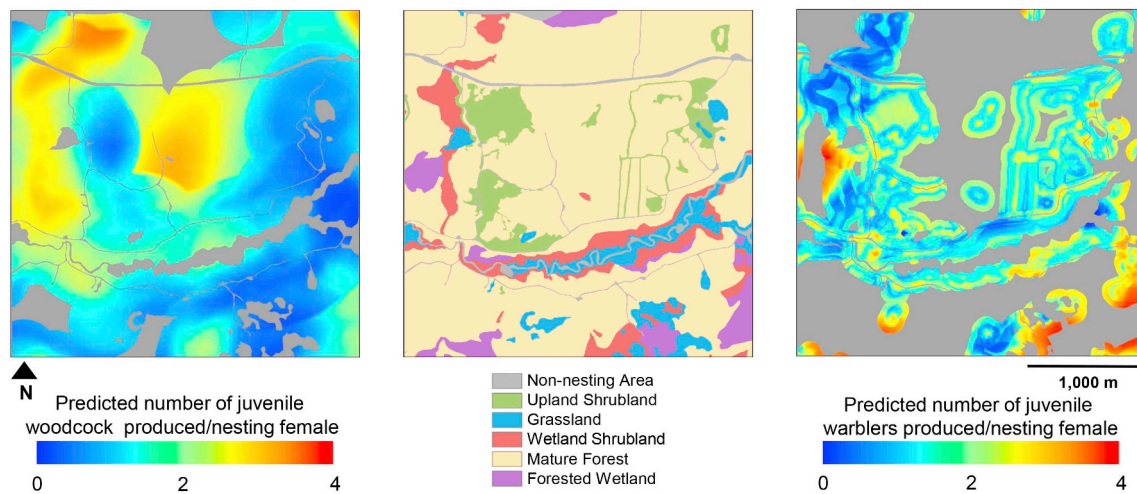 N
Predicted number of juvenile
woodcock produced/nesting female
0 2 4
Non-nesting Area
Upland Shrubland
Grassland
Wetland Shrubland
Mature Forest
Forested Wetland
1,000 m
Predicted number of juvenile
warblers produced/nesting female
0 2 4